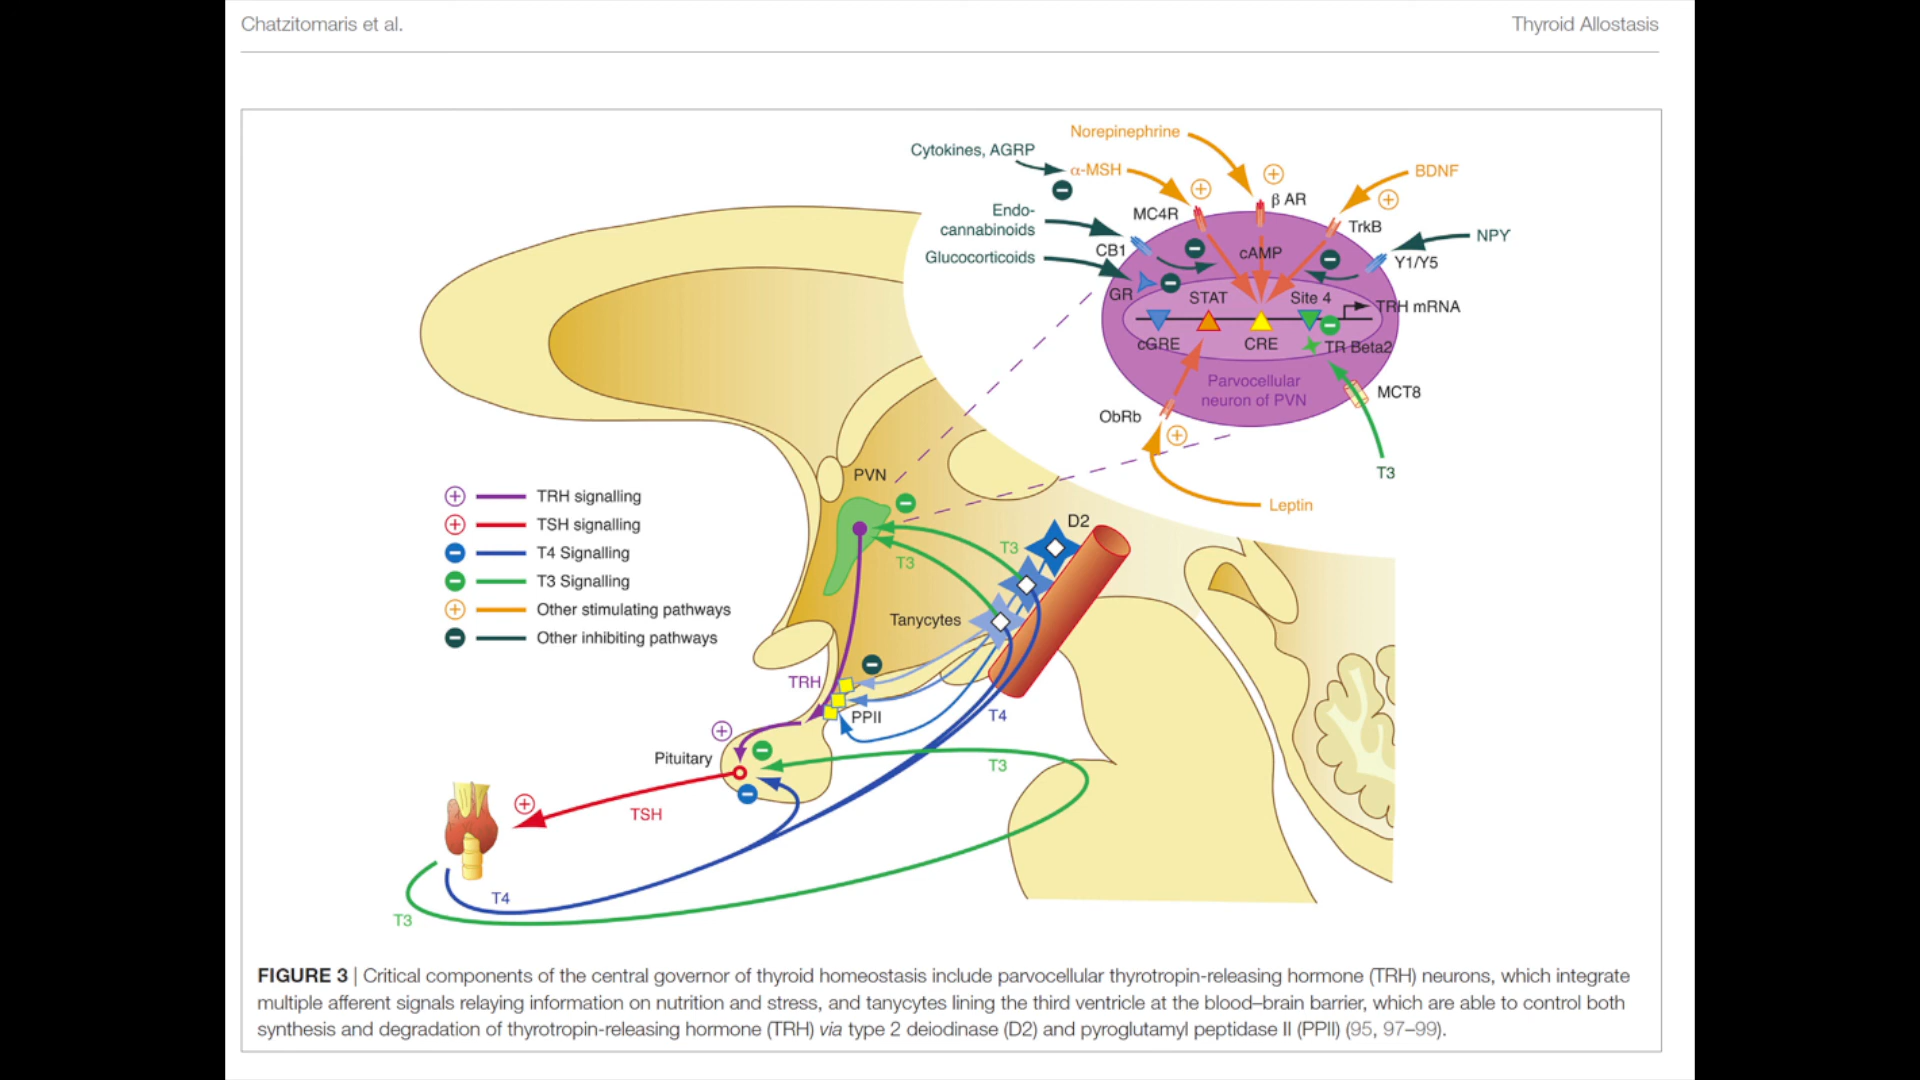 Chatzitomaris et al.
Thyroid Allostasis
Norepinephrine
Cytokines, AGRP
α-MSH
BDNF
MC4R
β AR
Endo-
cannabinoids
TrkB
NPY
CB1
cAMP
Y1/Y5
Glucocorticoids
GR
STAT
Site 4
TRH mRNA
cGRE
CRE
TR Beta2
Parvocellular
neuron of PVN
MCT8
ObRb
T3
Leptin
PVN
TRH signalling
TSH signalling
T4 Signalling
T3 Signalling
Other stimulating pathways
Other inhibiting pathways
D2
T3
T3
Tanycytes
TRH
PPII
T4
Pituitary
T3
TSH
T4
T3
FIGURE 3 | Critical components of the central governor of thyroid homeostasis include parvocellular thyrotropin-releasing hormone (TRH) neurons, which integrate
multiple afferent signals relaying information on nutrition and stress, and tanycytes lining the third ventricle at the blood–brain barrier, which are able to control both
synthesis and degradation of thyrotropin-releasing hormone (TRH) via type 2 deiodinase (D2) and pyroglutamyl peptidase II (PPII) (95, 97–99).